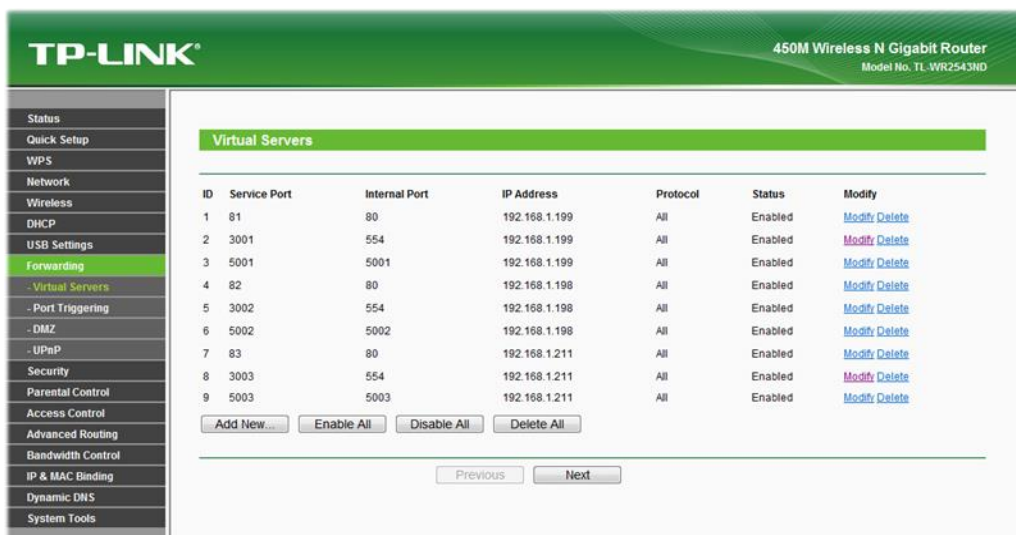 TP-LINK®
450M Wireless N Gigabit Router
Model No. TL-WR2543ND
Status
Quick Setup
WPS
Network
Wireless
DHCP
USB Settings
Forwarding
- Virtual Servers
- Port Triggering
- DMZ
- UPnP
Security
Parental Control
Access Control
Advanced Routing
Bandwidth Control
IP & MAC Binding
Dynamic DNS
System Tools
Virtual Servers
ID Service Port Internal Port IP Address Protocol Status Modify
1 81 80 192.168.1.199 All Enabled Modify Delete
2 3001 554 192.168.1.199 All Enabled Modify Delete
3 5001 5001 192.168.1.199 All Enabled Modify Delete
4 82 80 192.168.1.198 All Enabled Modify Delete
5 3002 554 192.168.1.198 All Enabled Modify Delete
6 5002 5002 192.168.1.198 All Enabled Modify Delete
7 83 80 192.168.1.211 All Enabled Modify Delete
8 3003 554 192.168.1.211 All Enabled Modify Delete
9 5003 5003 192.168.1.211 All Enabled Modify Delete
Add New... Enable All Disable All Delete All
Previous Next